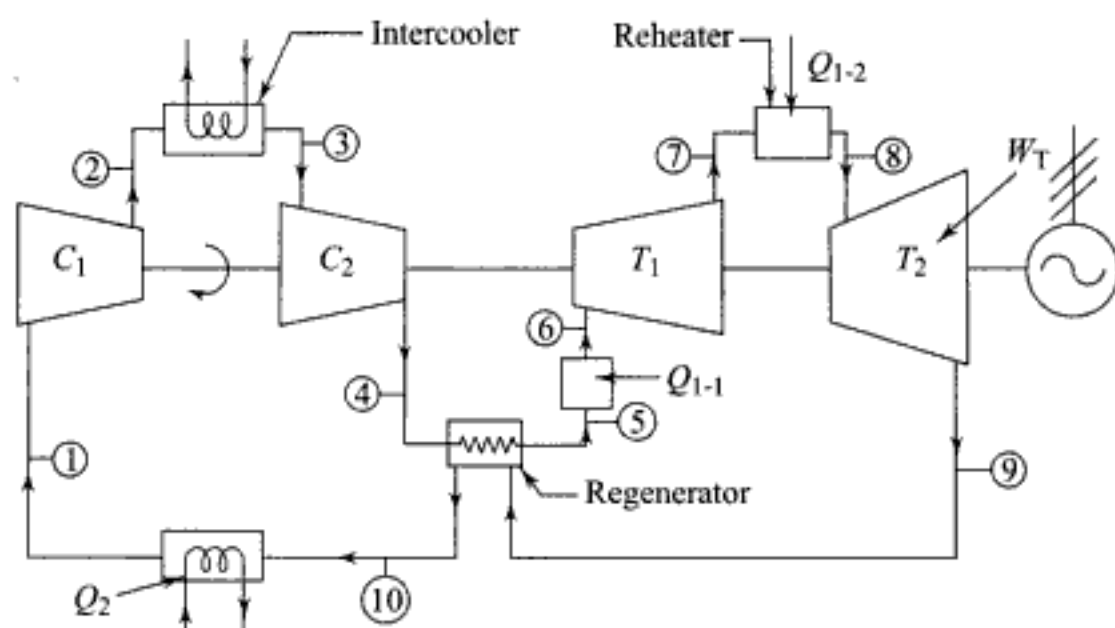 Intercooler
Reheater
Q1-2
2
3
7
8
WT
C1
C2
T1
T2
6
4
Q1-1
5
1
9
Regenerator
10
Q2